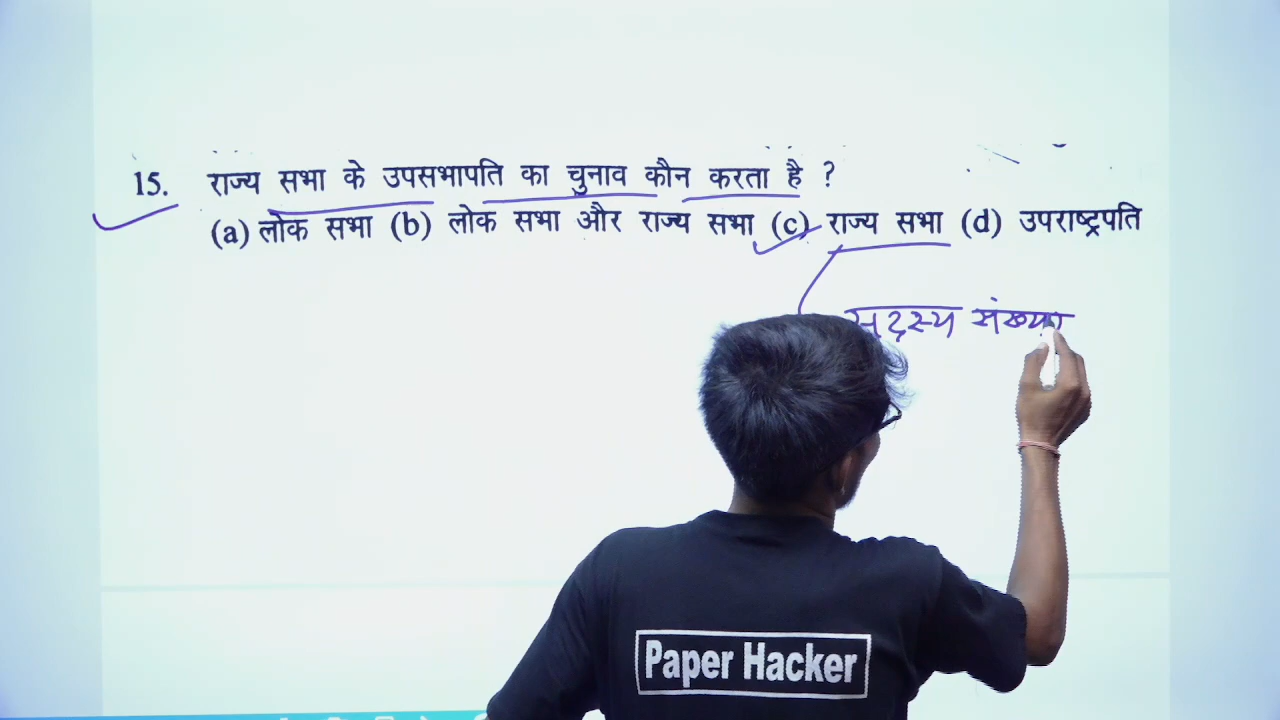 15. राज्य सभा के उपसभापति का चुनाव कौन करता है ?
(a) लोक सभा (b) लोक सभा और राज्य सभा (c) राज्य सभा (d) उपराष्ट्रपति
सदस्य संख्या
Paper Hacker